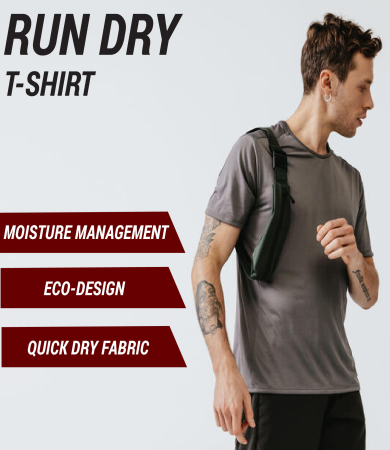 RUN DRY
T-SHIRT
MOISTURE MANAGEMENT
ECO-DESIGN
QUICK DRY FABRIC